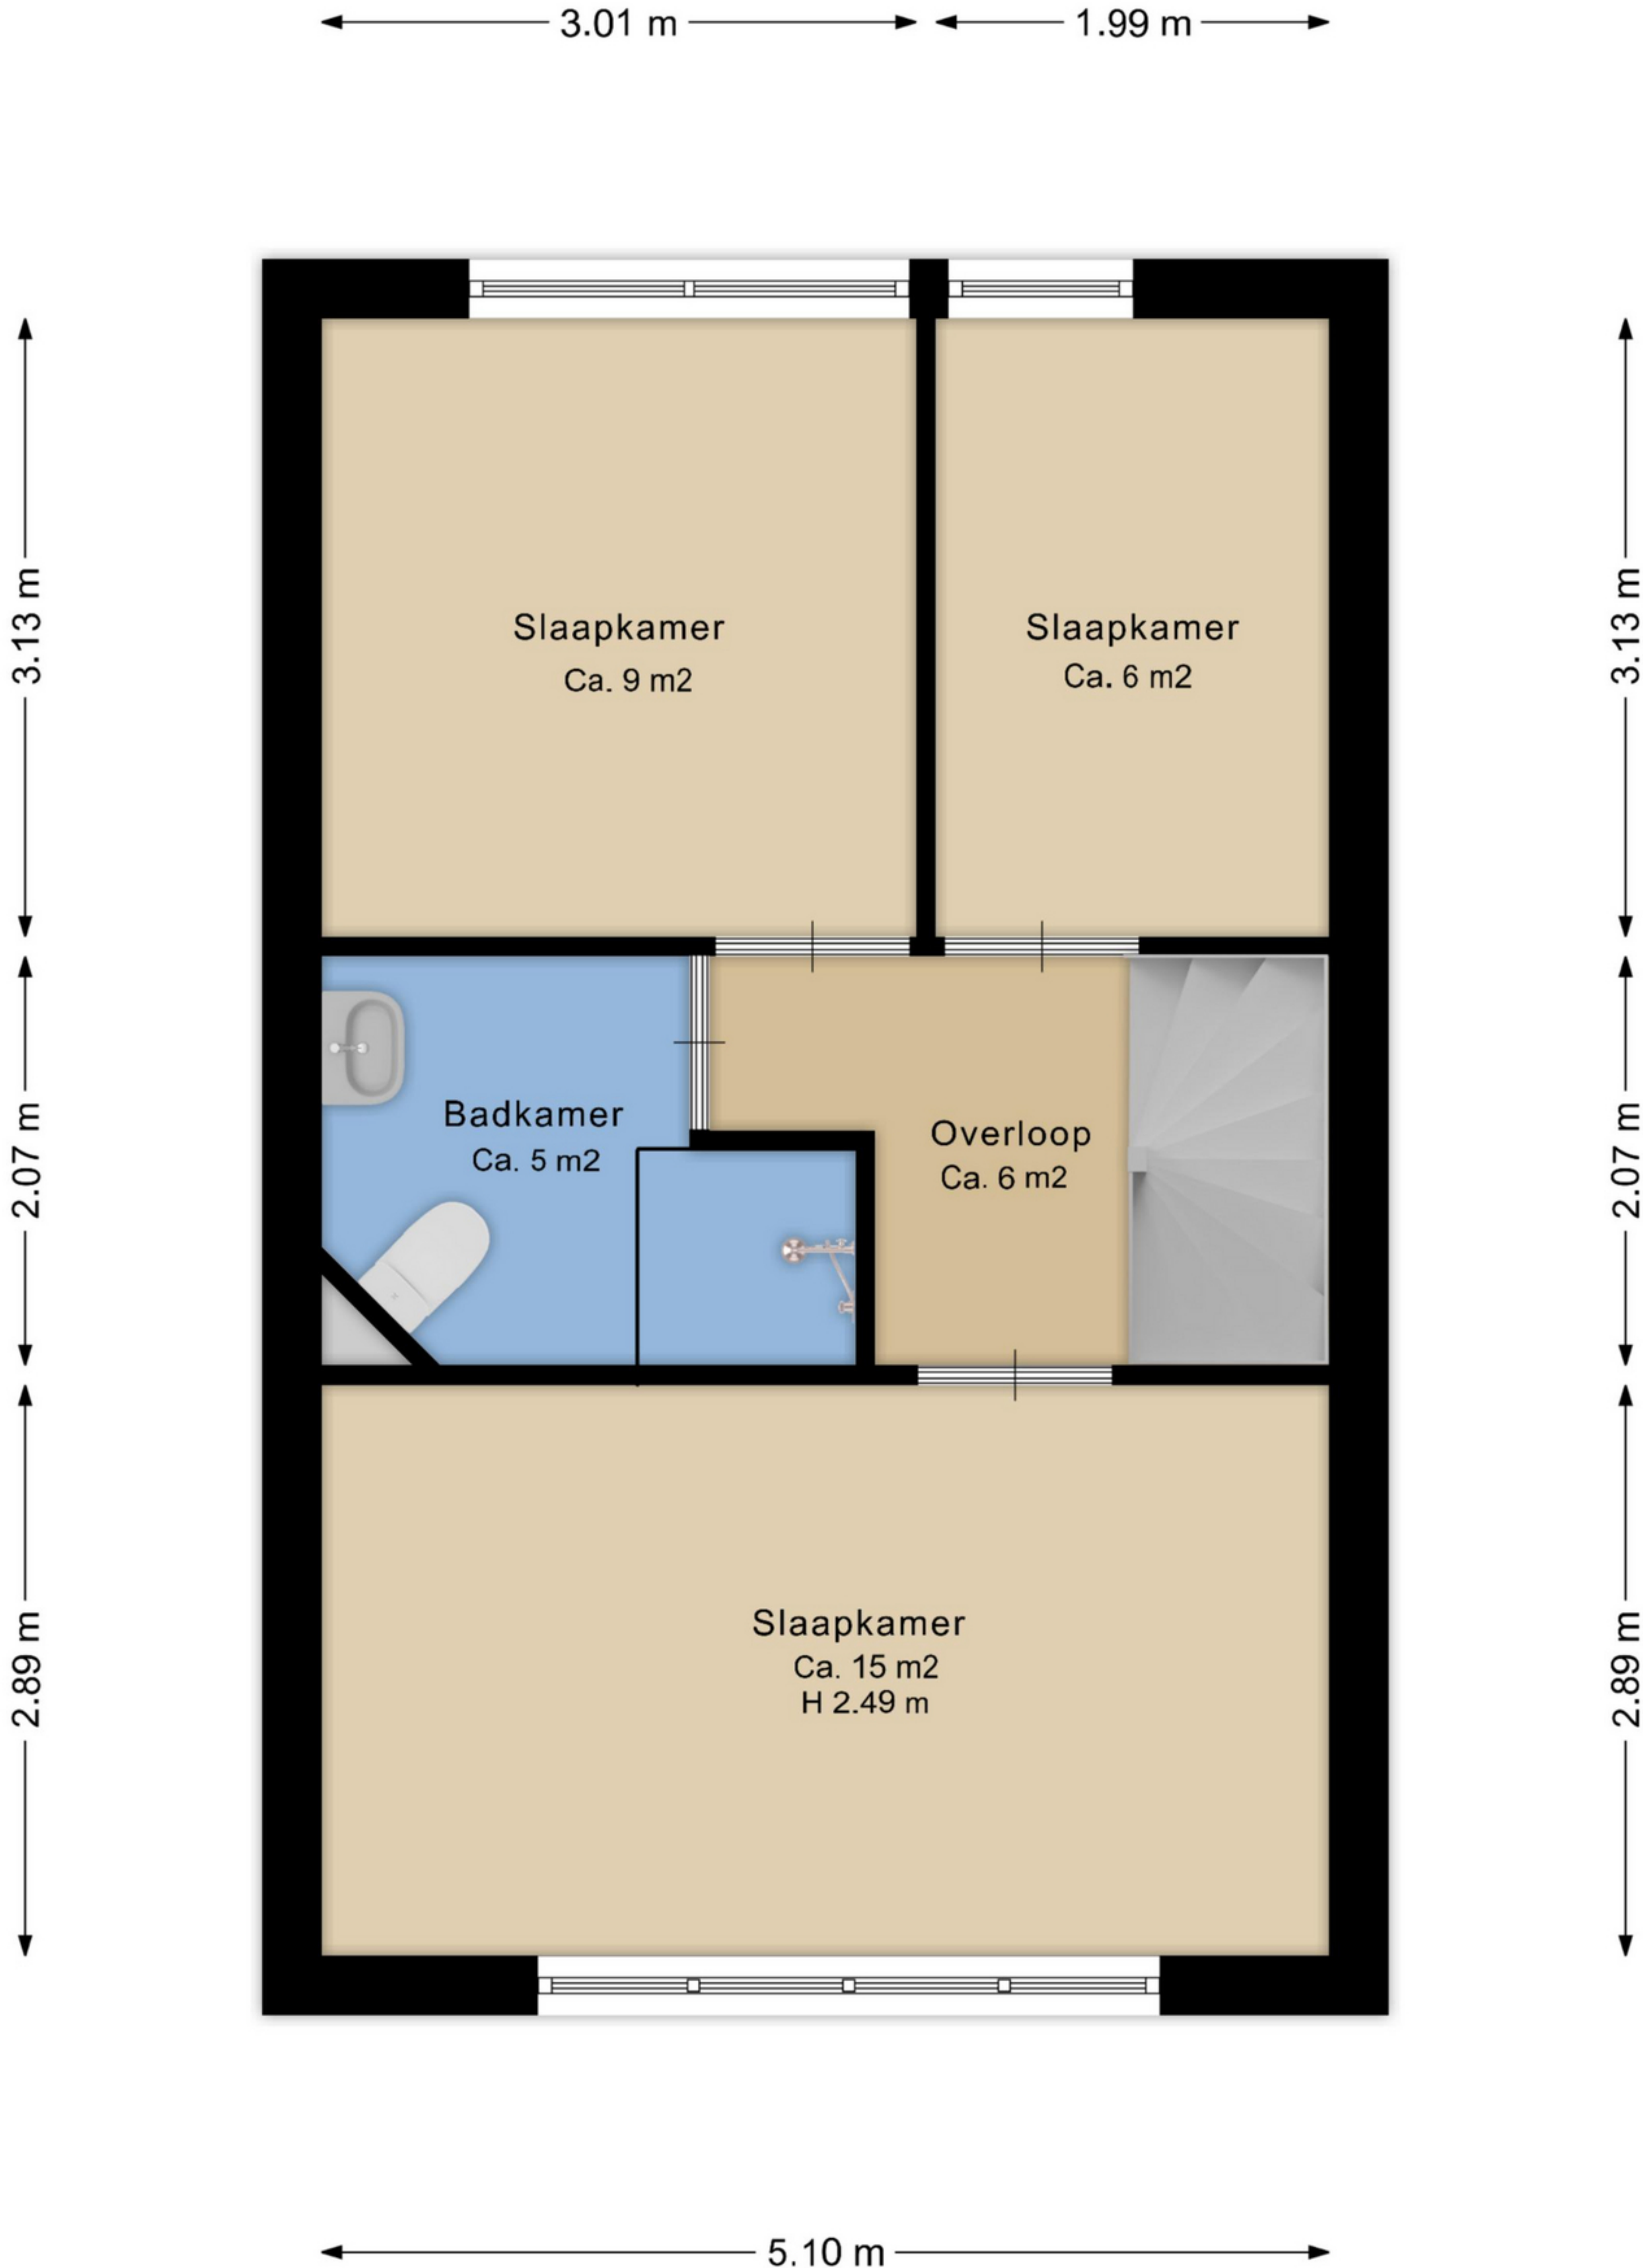 3.01 m
1.99 m
3.13 m
3.13 m
Slaapkamer
Ca. 9 m2
Slaapkamer
Ca. 6 m2
2.07 m
2.07 m
Badkamer
Ca. 5 m2
Overloop
Ca. 6 m2
2.89 m
2.89 m
Slaapkamer
Ca. 15 m2
H 2.49 m
5.10 m